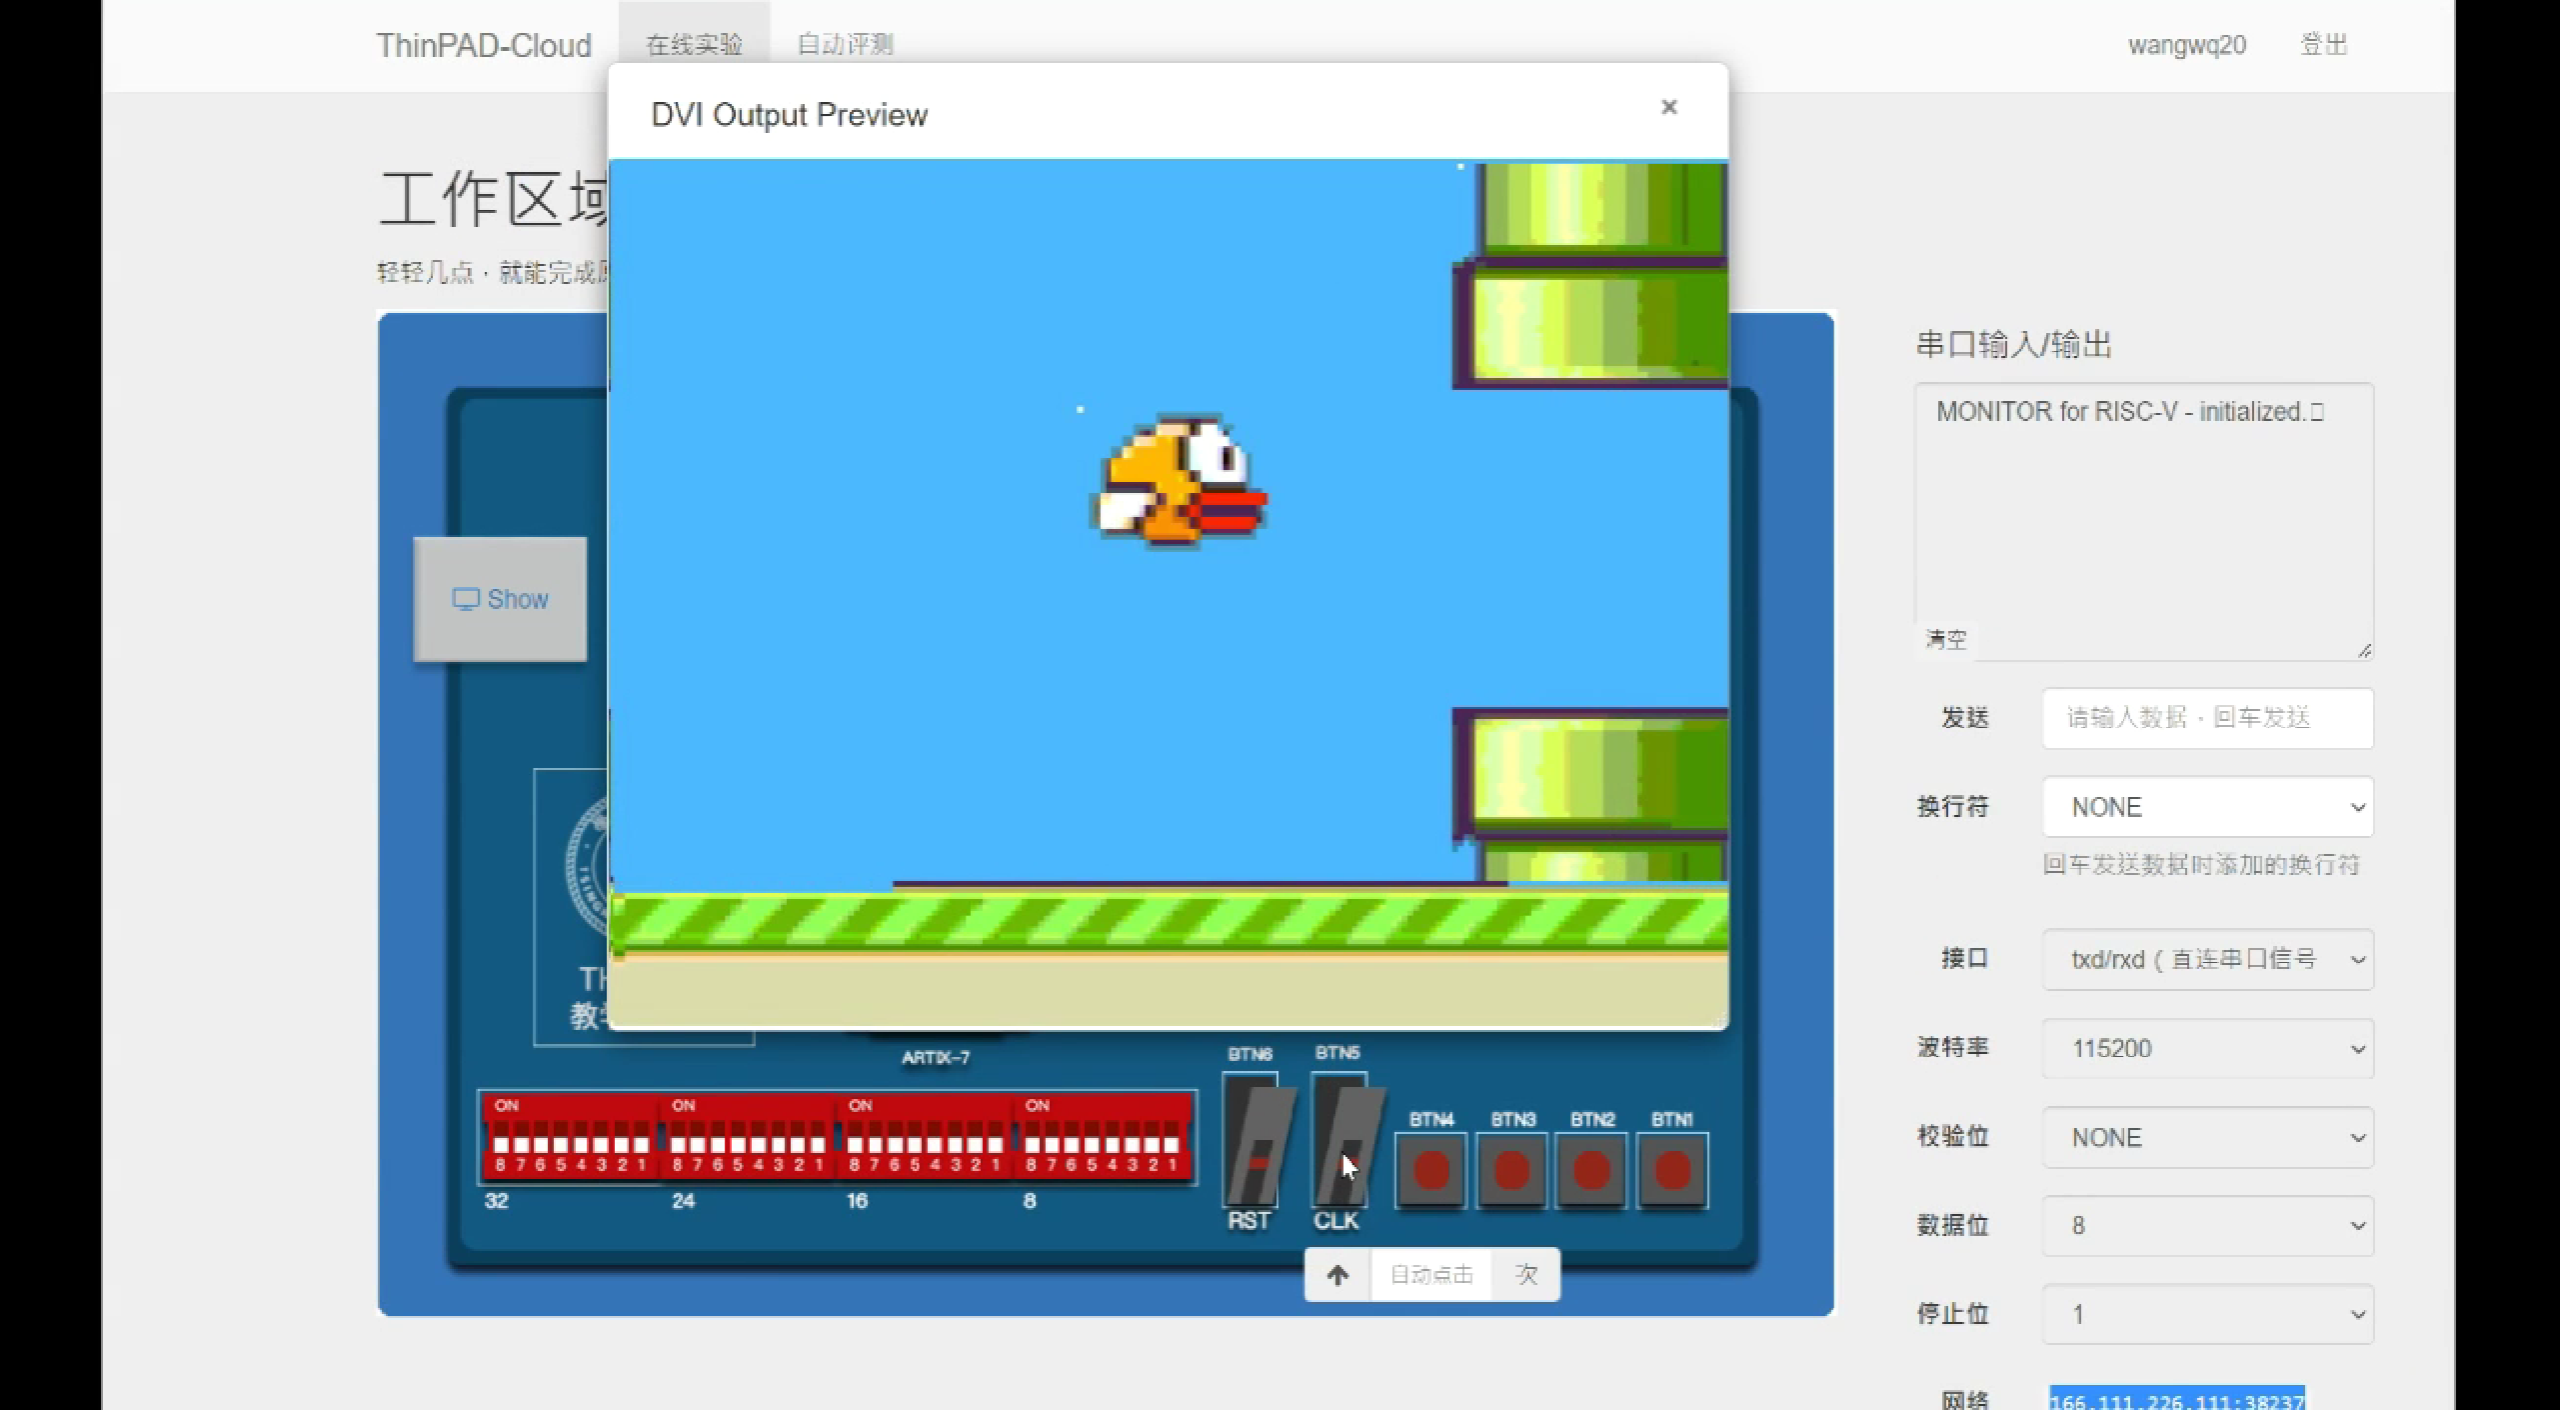 ThinPAD-Cloud
在线实验
自动评测
wangwq20
登出
DVI Output Preview
×
工作区域
轻轻几点,就能完成
Show
串口输入/输出
MONITOR for RISC-V - initialized.
清空
发送
请输入数据,回车发送
换行符
NONE
回车发送数据时添加的换行符
接口
txd/rxd(直连串口信号
波特率
115200
校验位
NONE
数据位
8
停止位
1
网络
166.111.226.111:38237
TH
教学
ARTIX-7
BTN6
BTN5
ON ON ON ON
8 7 6 5 4 3 2 1 8 7 6 5 4 3 2 1 8 7 6 5 4 3 2 1 8 7 6 5 4 3 2 1
32 24 16 8
RST
CLK
BTN4
BTN3
BTN2
BTN1
自动点击
次